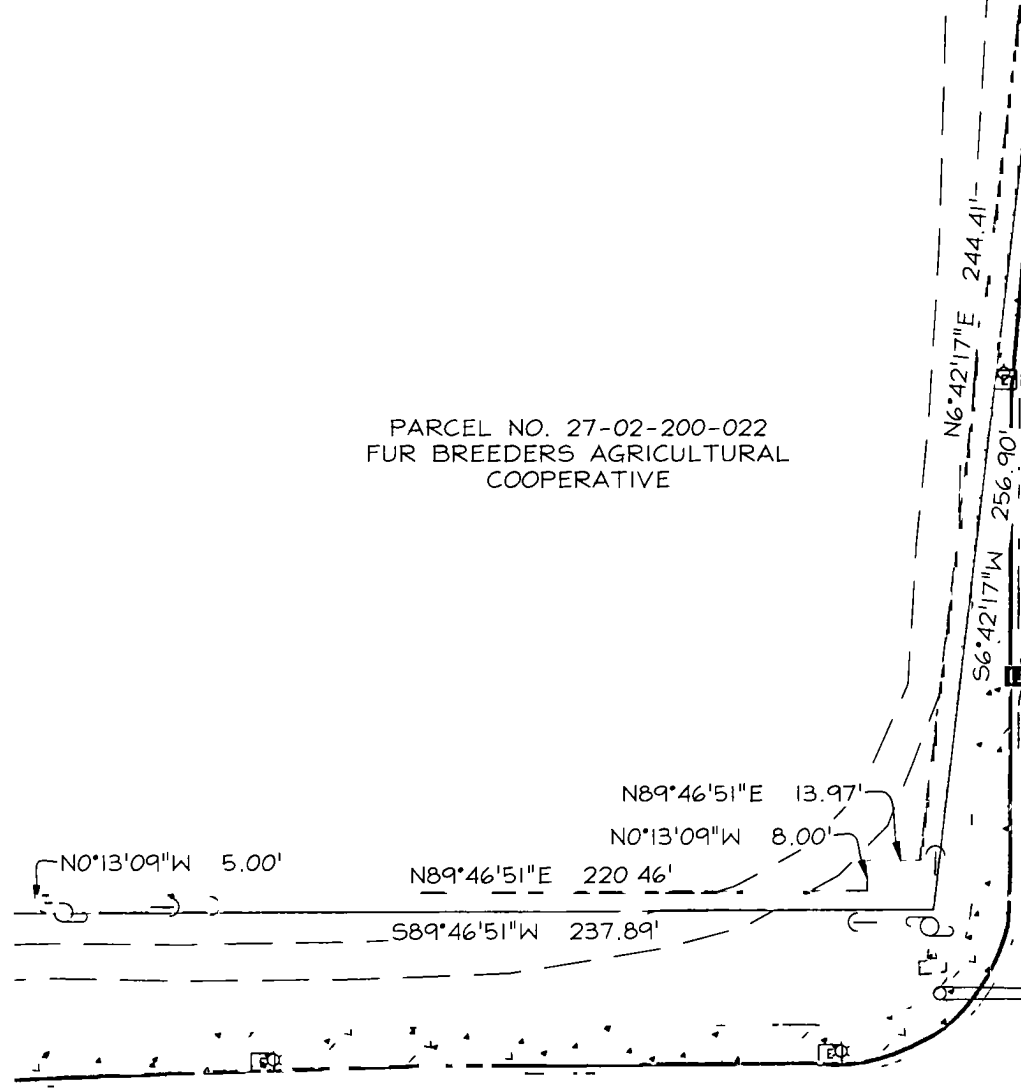 N6°42'17"E 244.41'
S6°42'17"W 256.90'
PARCEL NO. 27-02-200-022
FUR BREEDERS AGRICULTURAL
COOPERATIVE
N89°46'51"E 13.97'
N0°13'09"W 8.00'
N0°13'09"W 5.00'
N89°46'51"E 220 46'
S89°46'51"W 237.89'
E